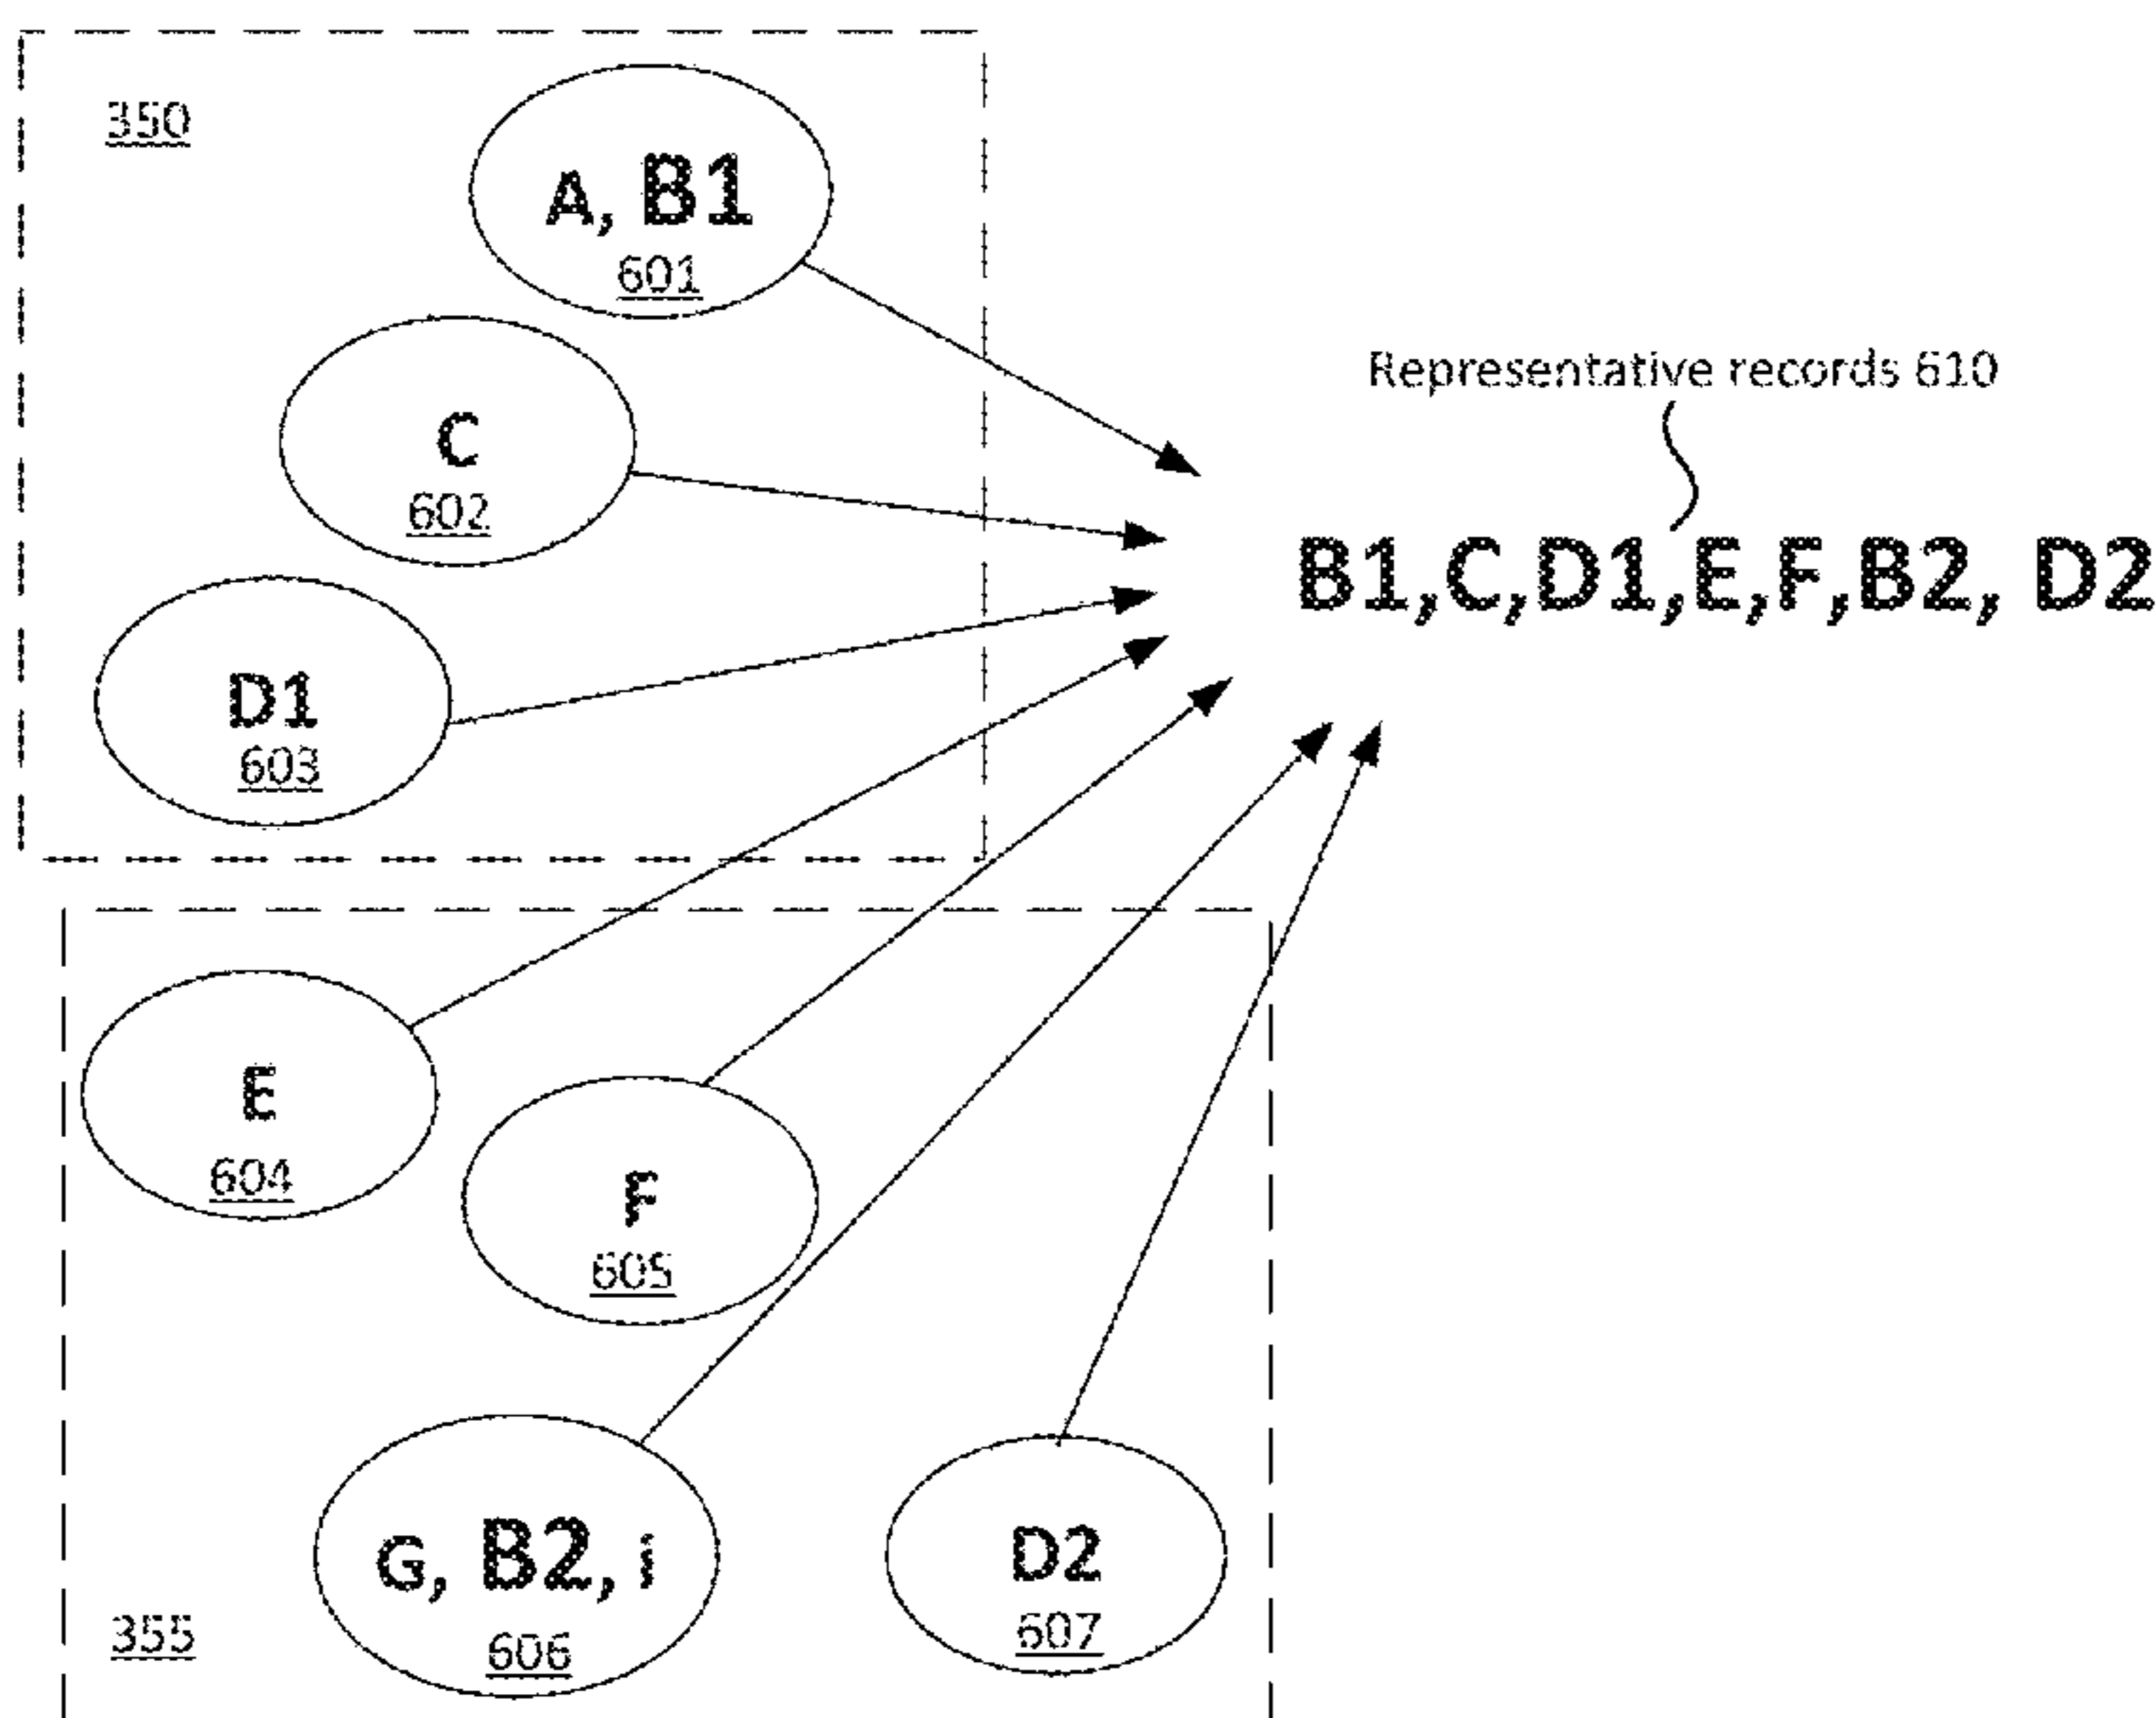 350
A, B1
601
Representative records 610
C
602
B1,C,D1,E,F,B2, D2
D1
603
E
604
F
605
G, B2, i
606
D2
607
355